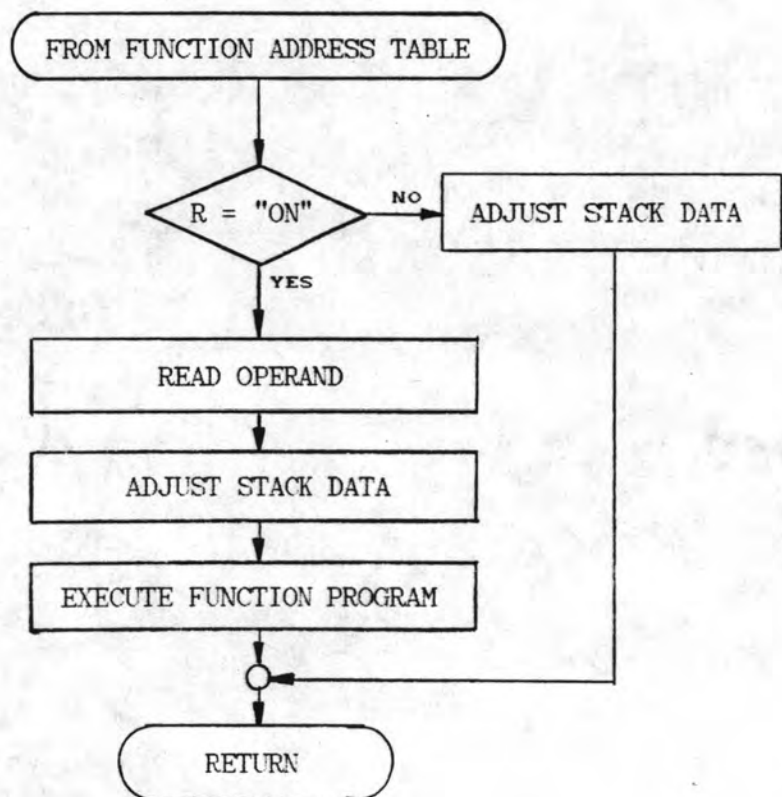 FROM FUNCTION ADDRESS TABLE
R = "ON"
NO
ADJUST STACK DATA
YES
READ OPERAND
ADJUST STACK DATA
EXECUTE FUNCTION PROGRAM
RETURN